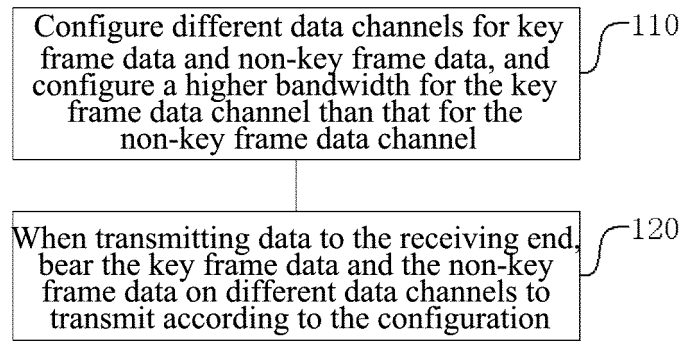 Configure different data channels for key
frame data and non-key frame data, and
configure a higher bandwidth for the key
frame data channel than that for the
non-key frame data channel
110
When transmitting data to the receiving end,
bear the key frame data and the non-key
frame data on different data channels to
transmit according to the configuration
120